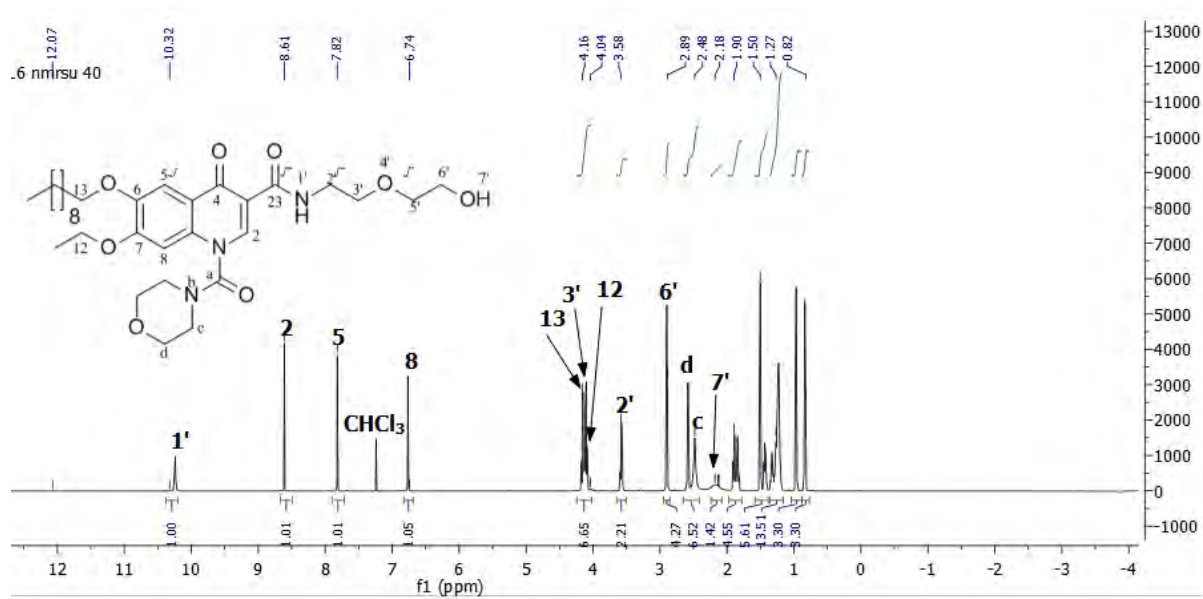 12.07 10.32 8.61 7.82 6.74 4.16 4.04 3.58 2.89 2.48 2.18 1.90 1.50 1.27 0.82
_6 nmrsu 40
13000
12000
11000
10000
9000
8000
7000
6000
5000
4000
3000
2000
1000
0
-1000
O O 4' 6' 7'
13 O 5 1' 2' O OH
6 4 23 N 3' 5'
8 H
12 O 7 8 N 2
a
b N O
O c
d
1' 2 5 CHCl₃ 8 13 3' 12 2' 6' d c 7'
1.00 1.01 1.01 1.05 6.65 2.21 4.27 6.52 1.42 4.55 5.61 13.51 3.30 3.30
12 11 10 9 8 7 6 5 4 3 2 1 0 -1 -2 -3 -4
f1 (ppm)